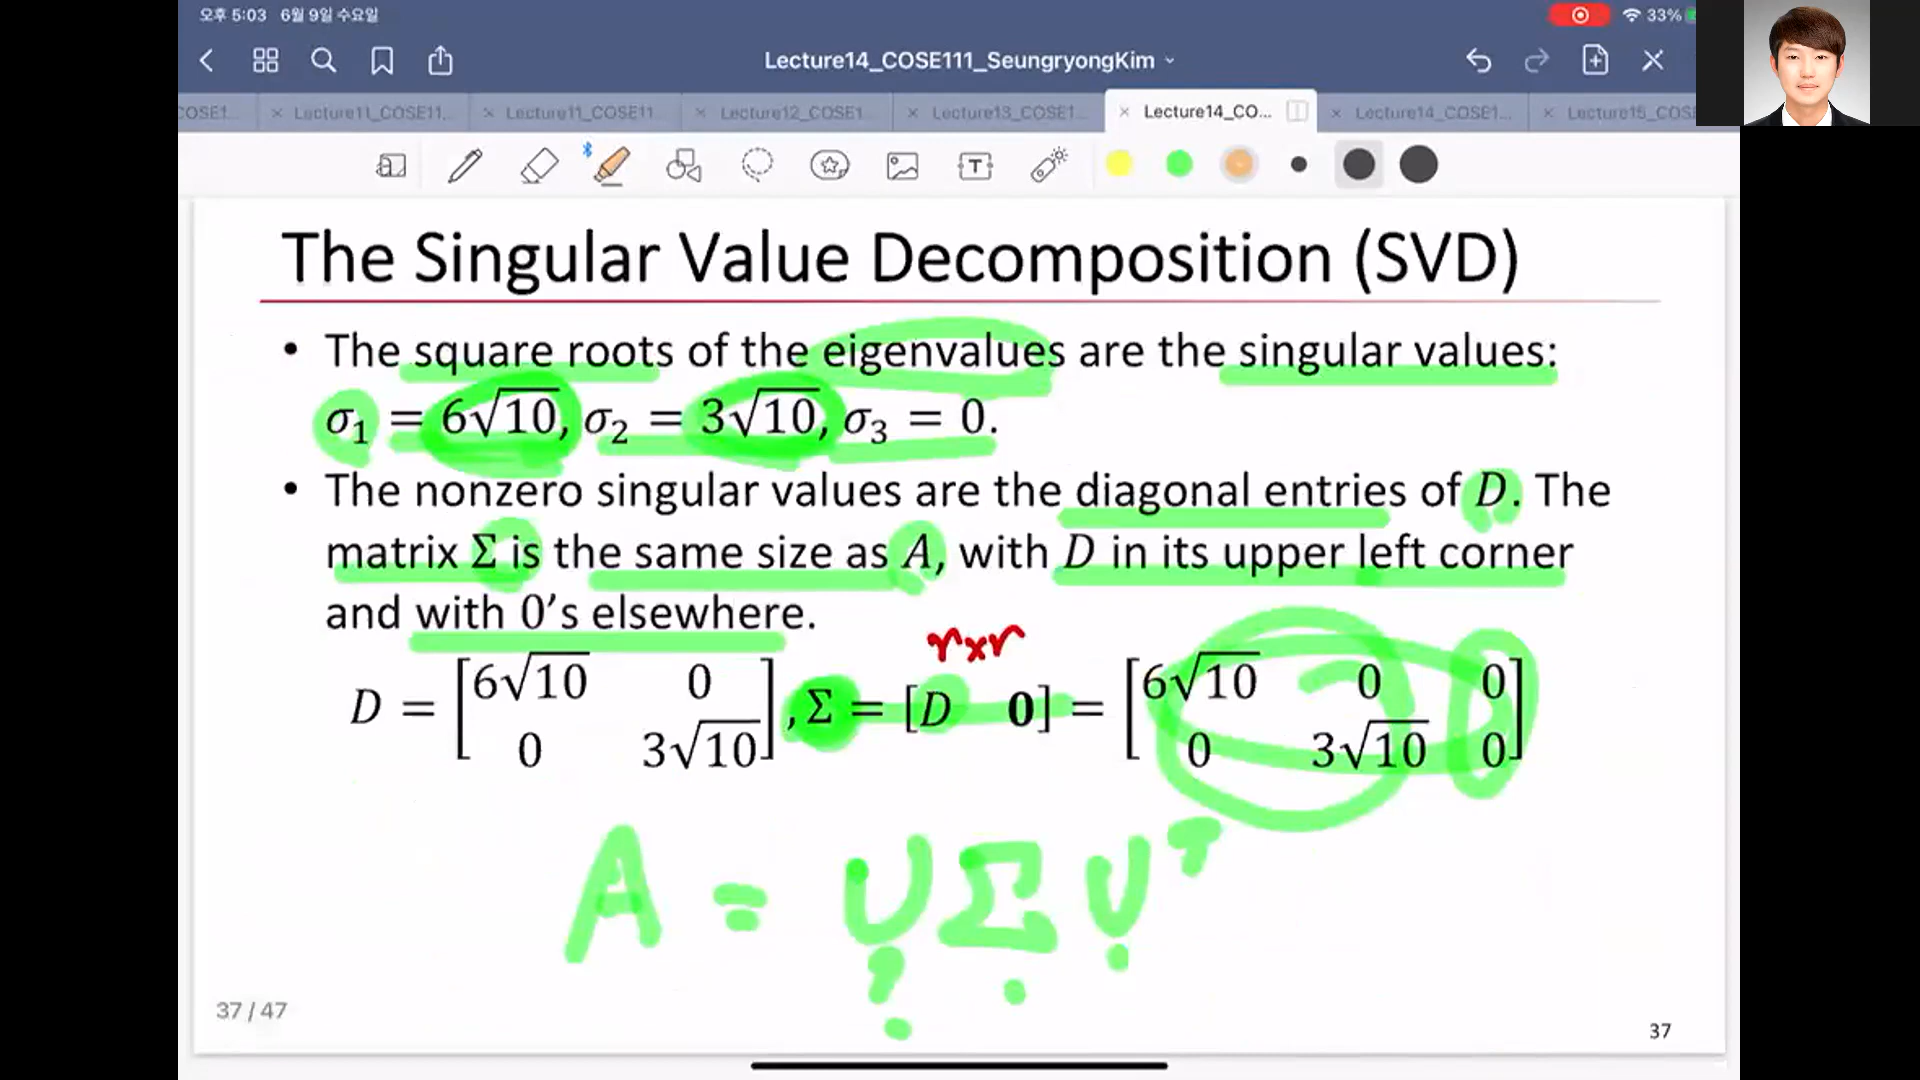 오후 5:03 6월 9일 수요일
33%
Lecture14_COSE111_SeungryongKim
COSE1... Lecture11_COSE11... Lecture11_COSE11 Lecture12_COSE1... Lecture13_COSE1... Lecture14_CO... Lecture14_COSE1... Lecture15_COS
The Singular Value Decomposition (SVD)
• The square roots of the eigenvalues are the singular values:
σ₁ = 6√10, σ₂ = 3√10, σ₃ = 0.
• The nonzero singular values are the diagonal entries of D. The
matrix Σ is the same size as A, with D in its upper left corner
and with 0's elsewhere.
r×r
D = [6√10 0; 0 3√10], Σ = [D 0] = [6√10 0 0; 0 3√10 0]
A = U Σ Vᵀ
?
37 / 47
37